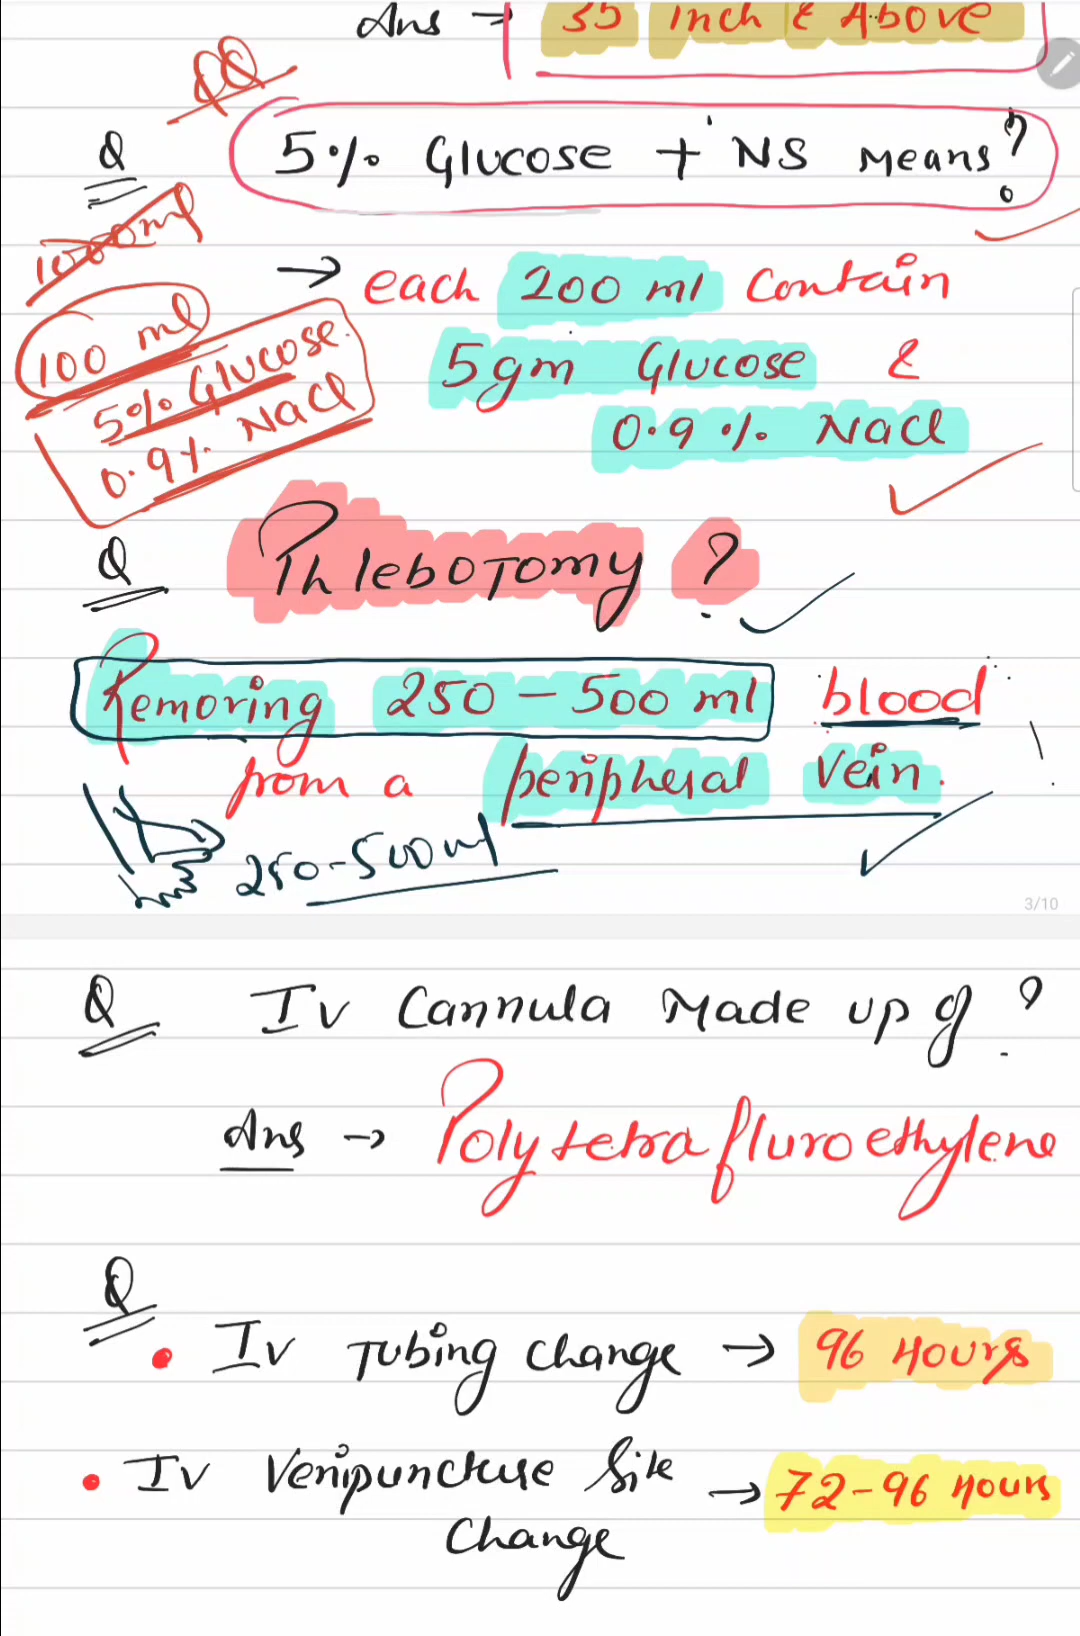 Ans → 35 inch & Above
Q 5% Glucose + NS Means?
1000ml
→ each 100 ml Contain
100 ml
5gm Glucose &
5% Glucose
0.9% Nacl
0.9% Nacl
Q Phlebotomy ?
Removing 250 – 500 ml blood
from a peripheral vein.
250-500ml
3/10
Q IV Cannula Made up of ?
Ans → Polytetrafluroethylene
Q
• IV Tubing change → 96 Hours
• IV Venipuncture Site → 72-96 Hours
Change